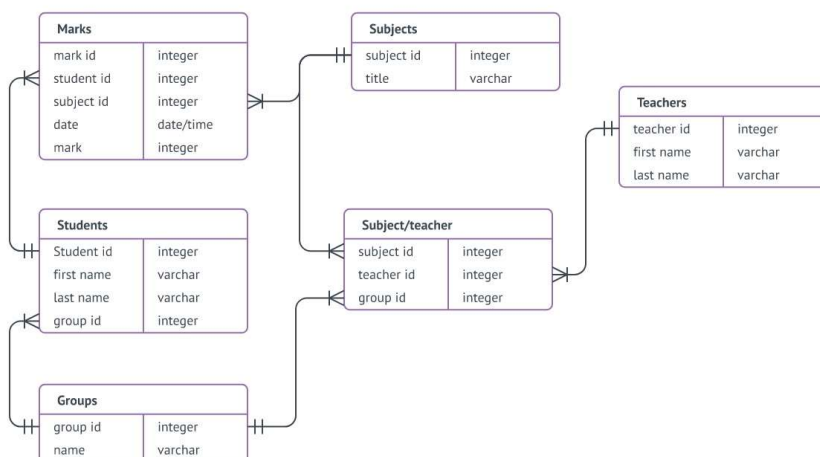 Marks
mark id integer
student id integer
subject id integer
date date/time
mark integer
Subjects
subject id integer
title varchar
Teachers
teacher id integer
first name varchar
last name varchar
Students
Student id integer
first name varchar
last name varchar
group id integer
Subject/teacher
subject id integer
teacher id integer
group id integer
Groups
group id integer
name varchar